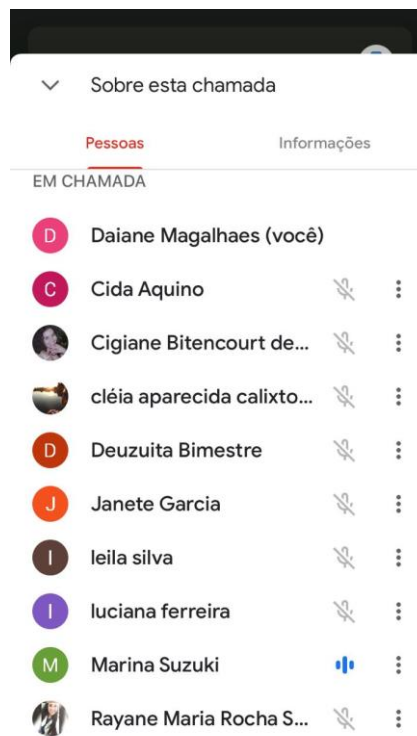 Sobre esta chamada
Pessoas Informações
EM CHAMADA
D Daiane Magalhaes (você)
C Cida Aquino
Cigiane Bitencourt de...
cléia aparecida calixto...
D Deuzuita Bimestre
J Janete Garcia
l leila silva
l luciana ferreira
M Marina Suzuki
Rayane Maria Rocha S...